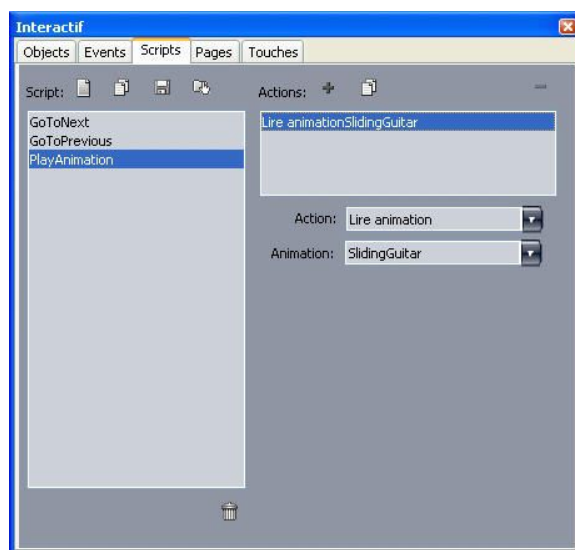 Interactif
Objects Events Scripts Pages Touches
Script: Actions:
GoToNext
GoToPrevious
PlayAnimation
Lire animationSlidingGuitar
Action: Lire animation
Animation: SlidingGuitar